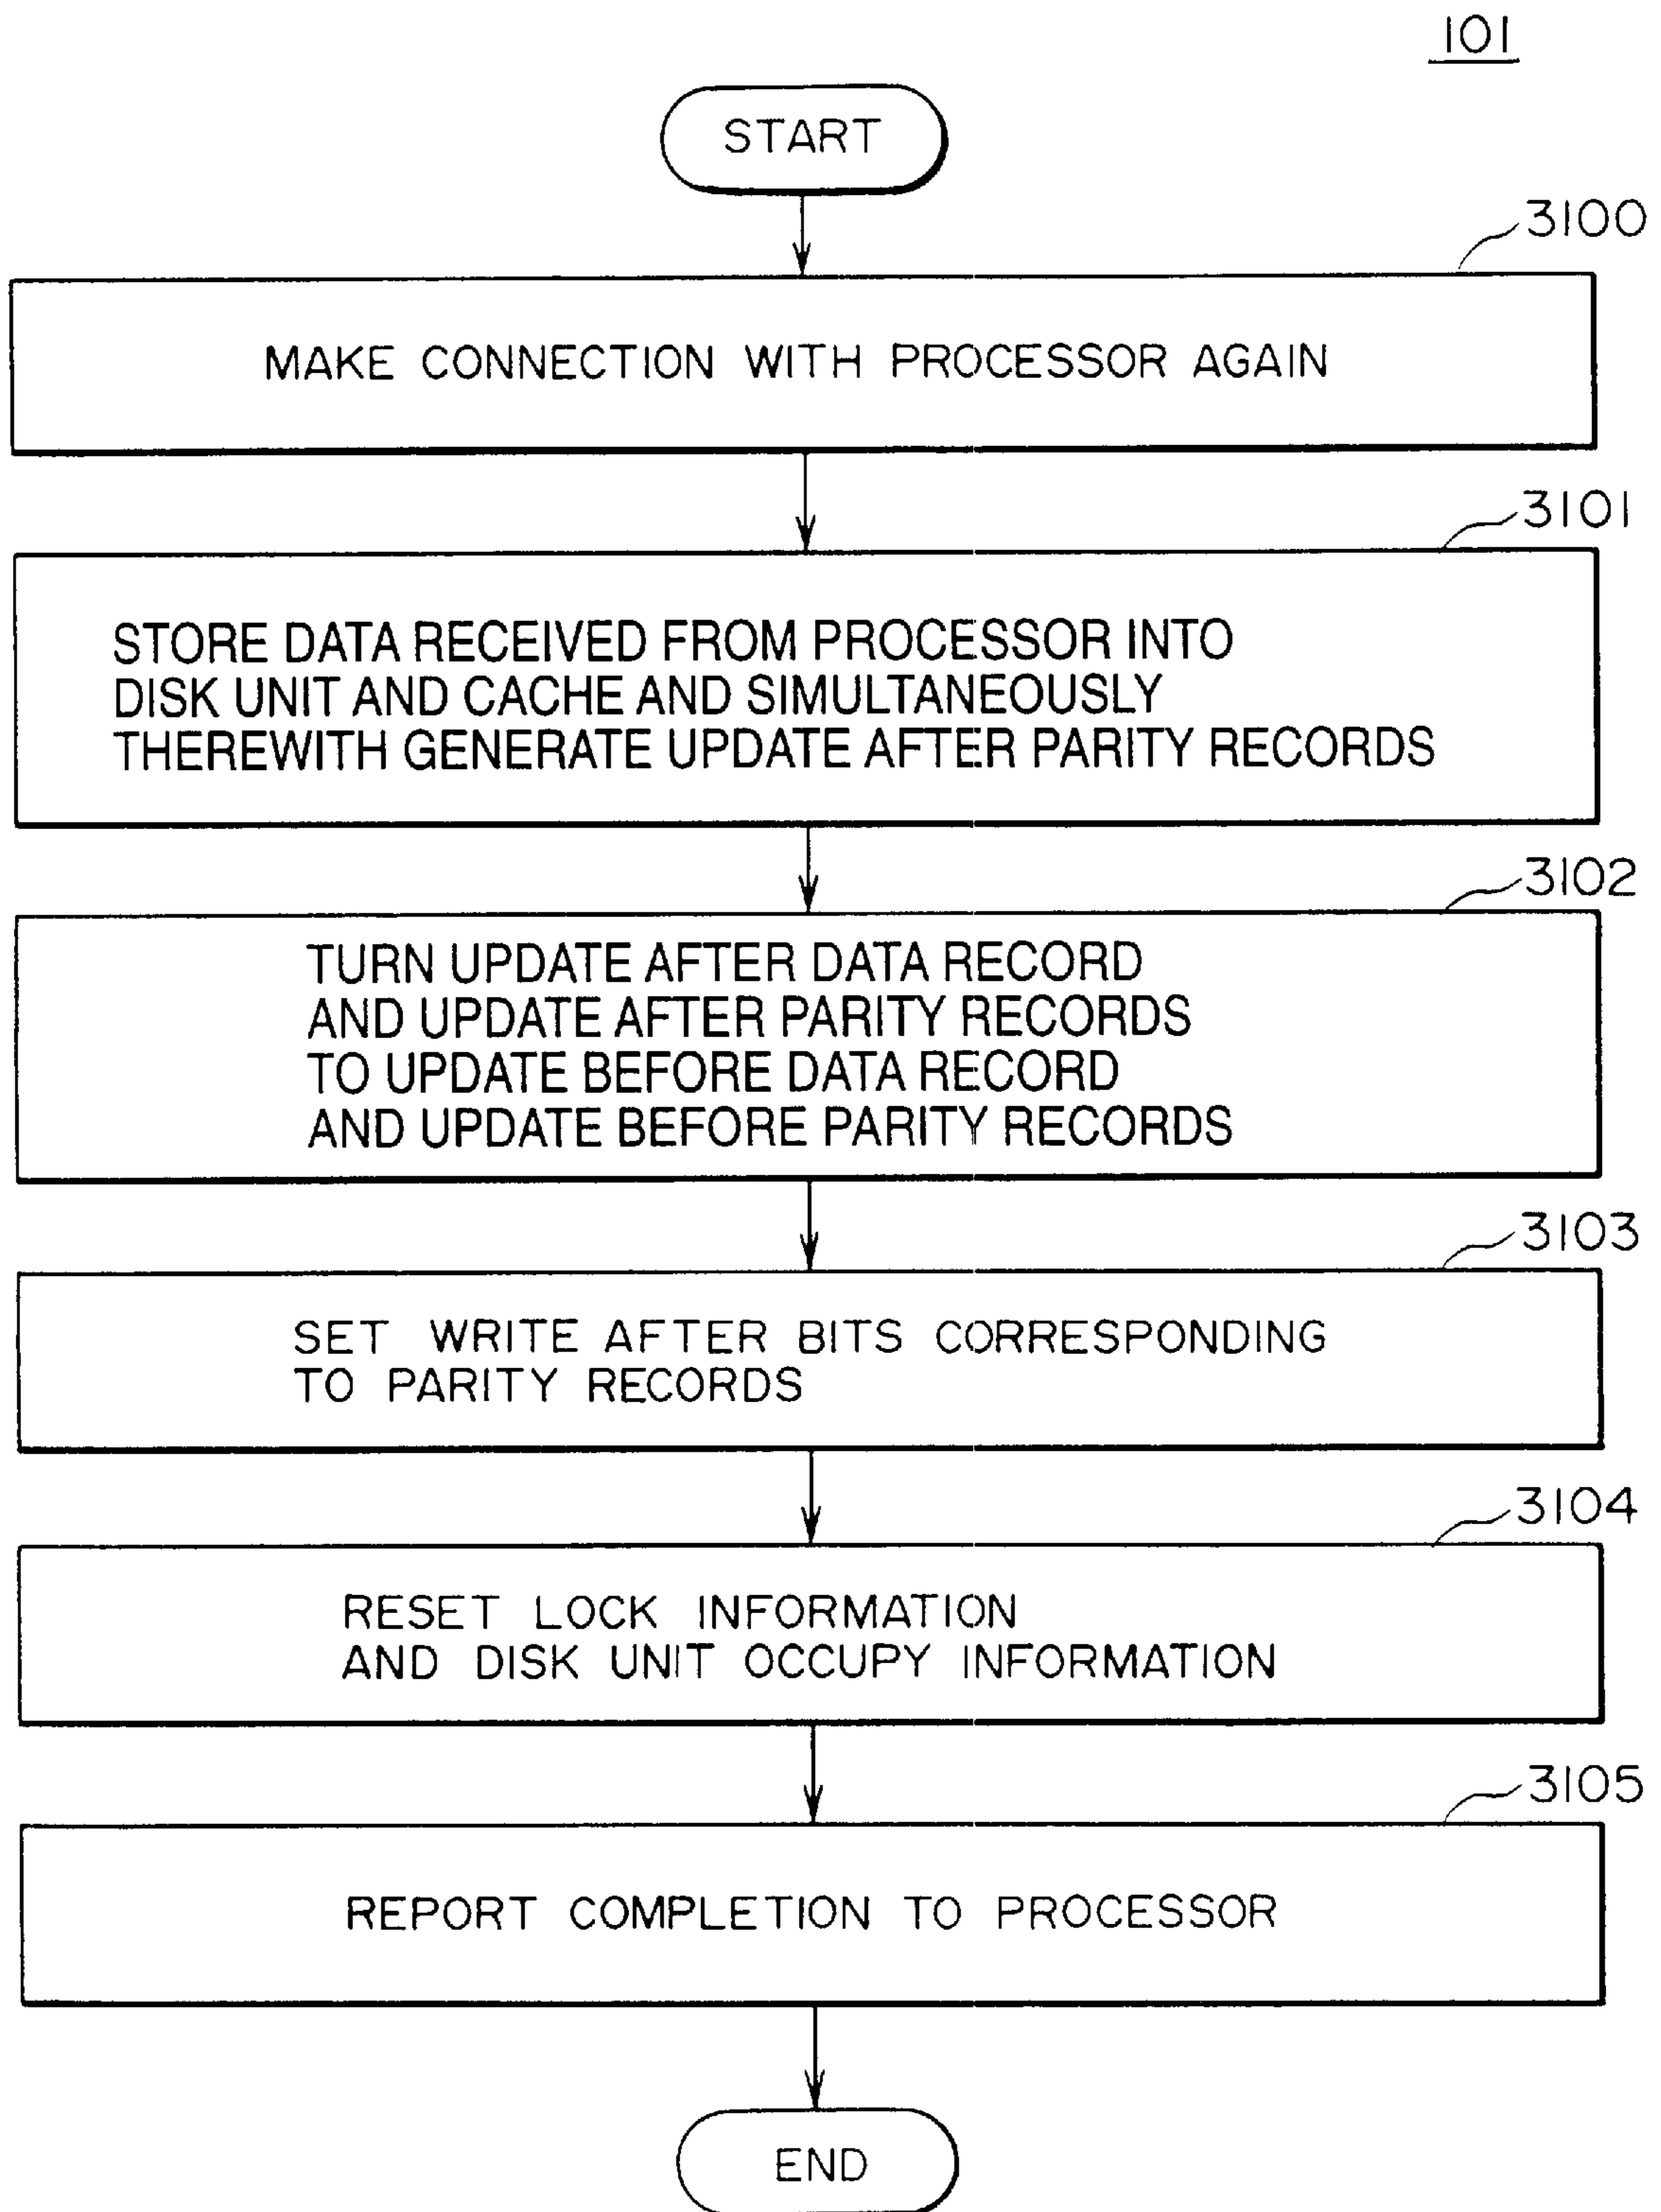 101
START
3100
MAKE CONNECTION WITH PROCESSOR AGAIN
3101
STORE DATA RECEIVED FROM PROCESSOR INTO
DISK UNIT AND CACHE AND SIMULTANEOUSLY
THEREWITH GENERATE UPDATE AFTER PARITY RECORDS
3102
TURN UPDATE AFTER DATA RECORD
AND UPDATE AFTER PARITY RECORDS
TO UPDATE BEFORE DATA RECORD
AND UPDATE BEFORE PARITY RECORDS
3103
SET WRITE AFTER BITS CORRESPONDING
TO PARITY RECORDS
3104
RESET LOCK INFORMATION
AND DISK UNIT OCCUPY INFORMATION
3105
REPORT COMPLETION TO PROCESSOR
END